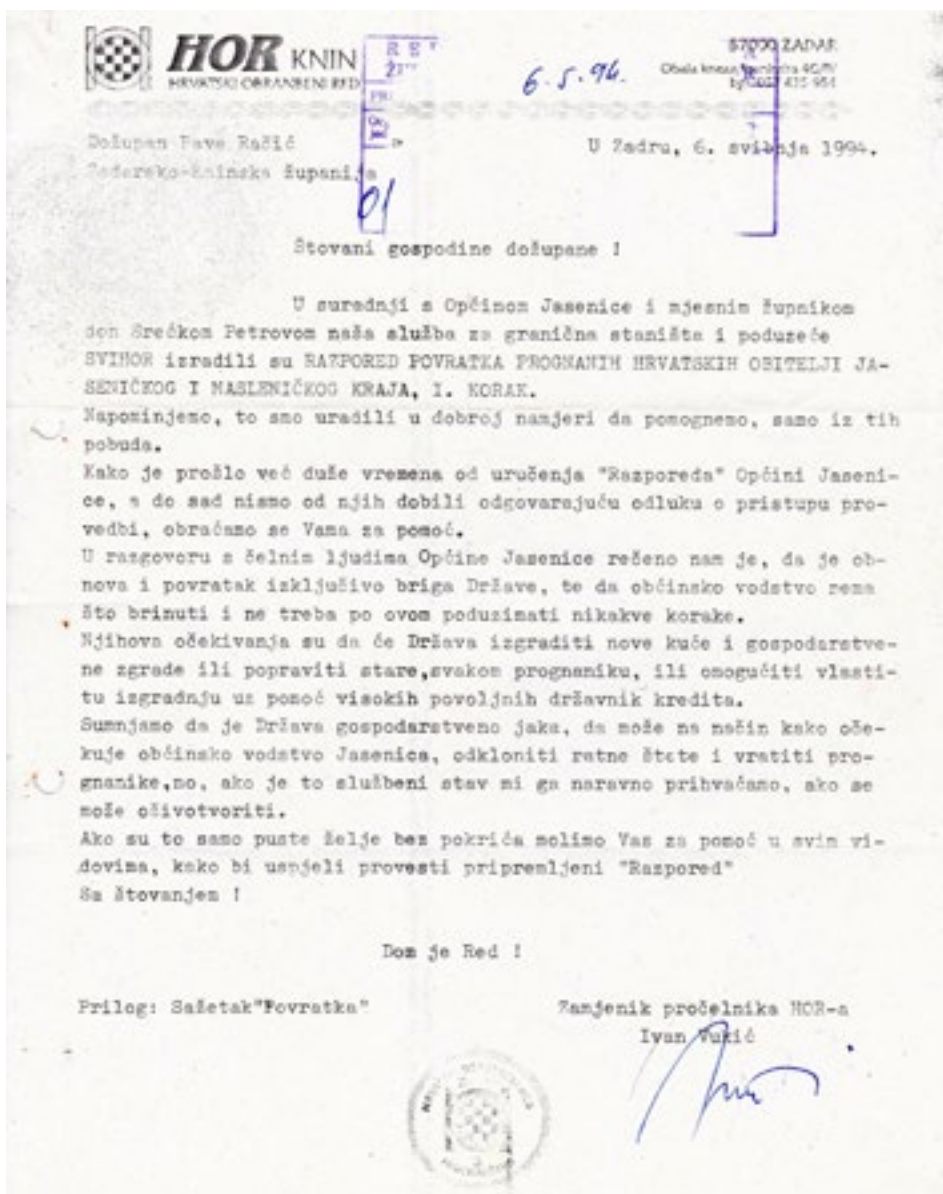 HOR KNIN
HRVATSKI OBRANBENI RED
57000 ZADAR
6.5.94.
Dožupan Pave Račić
U Zadru, 6. svibnja 1994.
Zadarsko-kninska županija
01
Štovani gospodine dožupane !
U suradnji s Općinom Jasenice i mjesnim župnikom
don Srećkom Petrovom naša služba za granična staništa i poduzeće
SVIHOR izradili su RAZPORED POVRATKA PROGNANIH HRVATSKIH OBITELJI JA-
SENIČKOG I MASLENIČKOG KRAJA, I. KORAK.
Napominjemo, to smo uradili u dobroj namjeri da pomognemo, samo iz tih
pobuda.
Kako je prošlo već duže vremena od uručenja "Razporeda" Općini Jaseni-
ce, a do sad nismo od njih dobili odgovarajuću odluku o pristupu pro-
vedbi, obraćamo se Vama za pomoć.
U razgovoru s čelnim ljudima Općine Jasenice rečeno nam je, da je ob-
nova i povratak izključivo briga Države, te da občinsko vodstvo nema
što brinuti i ne treba po ovom poduzimati nikakve korake.
Njihova očekivanja su da će Država izgraditi nove kuće i gospodarstve-
ne zgrade ili popraviti stare,svakom prognaniku, ili omogućiti vlasti-
tu izgradnju uz pomoć visokih povoljnih državnik kredita.
Sumnjamo da je Država gospodarstveno jaka, da može na način kako oče-
kuje občinsko vodstvo Jasenica, odkloniti ratne štete i vratiti pro-
gnanike,no, ako je to službeni stav mi ga naravno prihvaćamo, ako se
može oživotvoriti.
Ako su to samo puste želje bez pokrića molimo Vas za pomoć u svim vi-
dovima, kako bi uspjeli provesti pripremljeni "Razpored"
Sa štovanjem !
Dom je Red !
Prilog: Sažetak"Povratka"
Zamjenik pročelnika HOR-a
Ivan Vukić